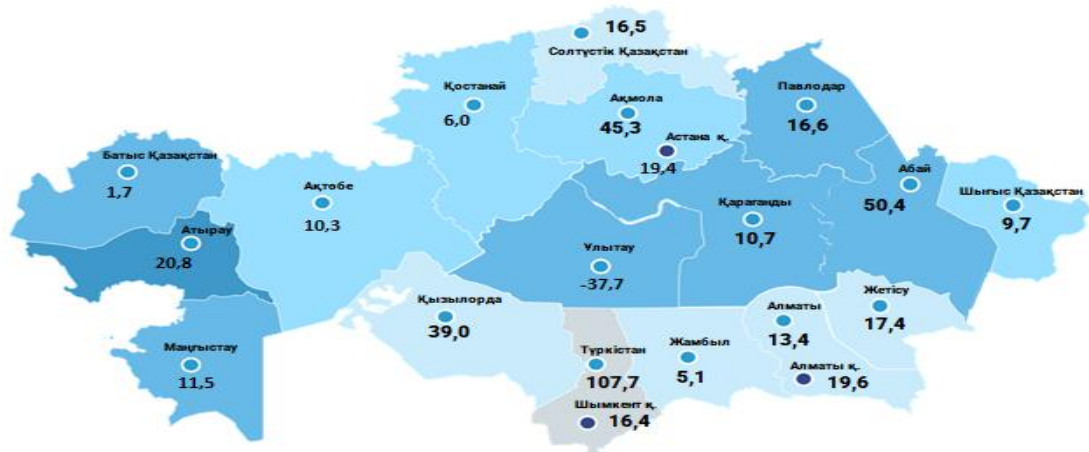 16,5
Солтүстік Қазақстан
Қостанай
6,0
Ақмола
45,3
Астана қ.
19,4
Павлодар
16,6
Батыс Қазақстан
1,7
Ақтобе
10,3
Абай
50,4
Шығыс Қазақстан
9,7
Қарағанды
10,7
Атырау
20,8
Ұлытау
-37,7
Қызылорда
39,0
Жетісу
17,4
Алматы
13,4
Маңғыстау
11,5
Түркістан
107,7
Жамбыл
5,1
Алматы қ.
19,6
Шымкент қ.
16,4